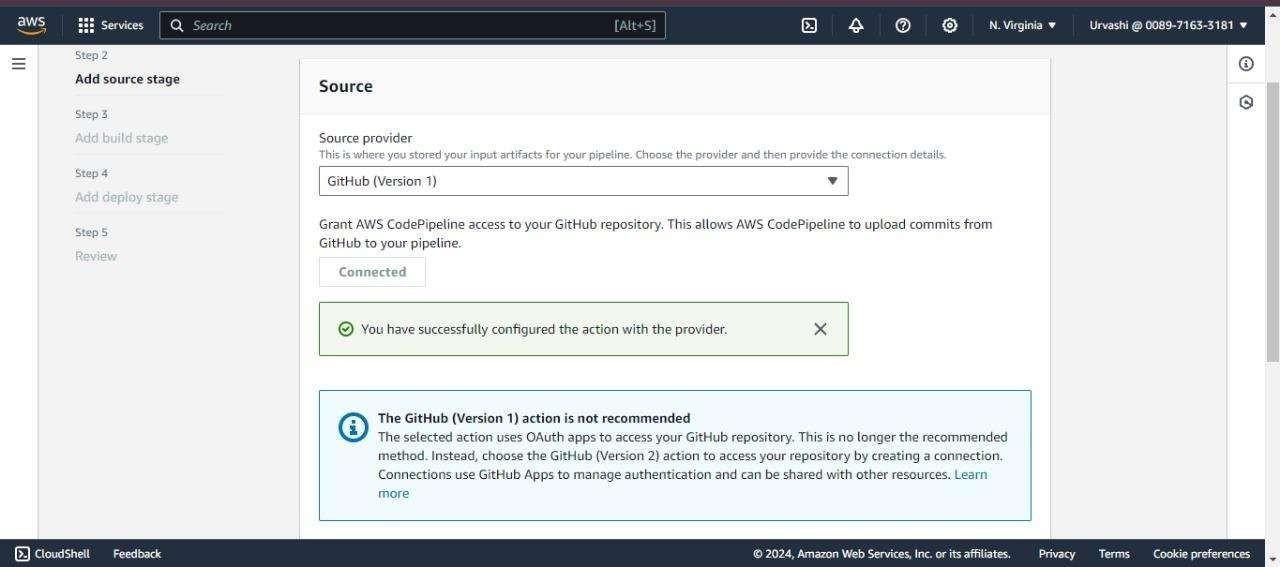 aws
Services
Search
[Alt+S]
N. Virginia
Urvashi @ 0089-7163-3181
Step 2
Add source stage
Step 3
Add build stage
Step 4
Add deploy stage
Step 5
Review
Source
Source provider
This is where you stored your input artifacts for your pipeline. Choose the provider and then provide the connection details.
GitHub (Version 1)
Grant AWS CodePipeline access to your GitHub repository. This allows AWS CodePipeline to upload commits from
GitHub to your pipeline.
Connected
You have successfully configured the action with the provider.
The GitHub (Version 1) action is not recommended
The selected action uses OAuth apps to access your GitHub repository. This is no longer the recommended
method. Instead, choose the GitHub (Version 2) action to access your repository by creating a connection.
Connections use GitHub Apps to manage authentication and can be shared with other resources. Learn
more
CloudShell
Feedback
© 2024, Amazon Web Services, Inc. or its affiliates.
Privacy
Terms
Cookie preferences